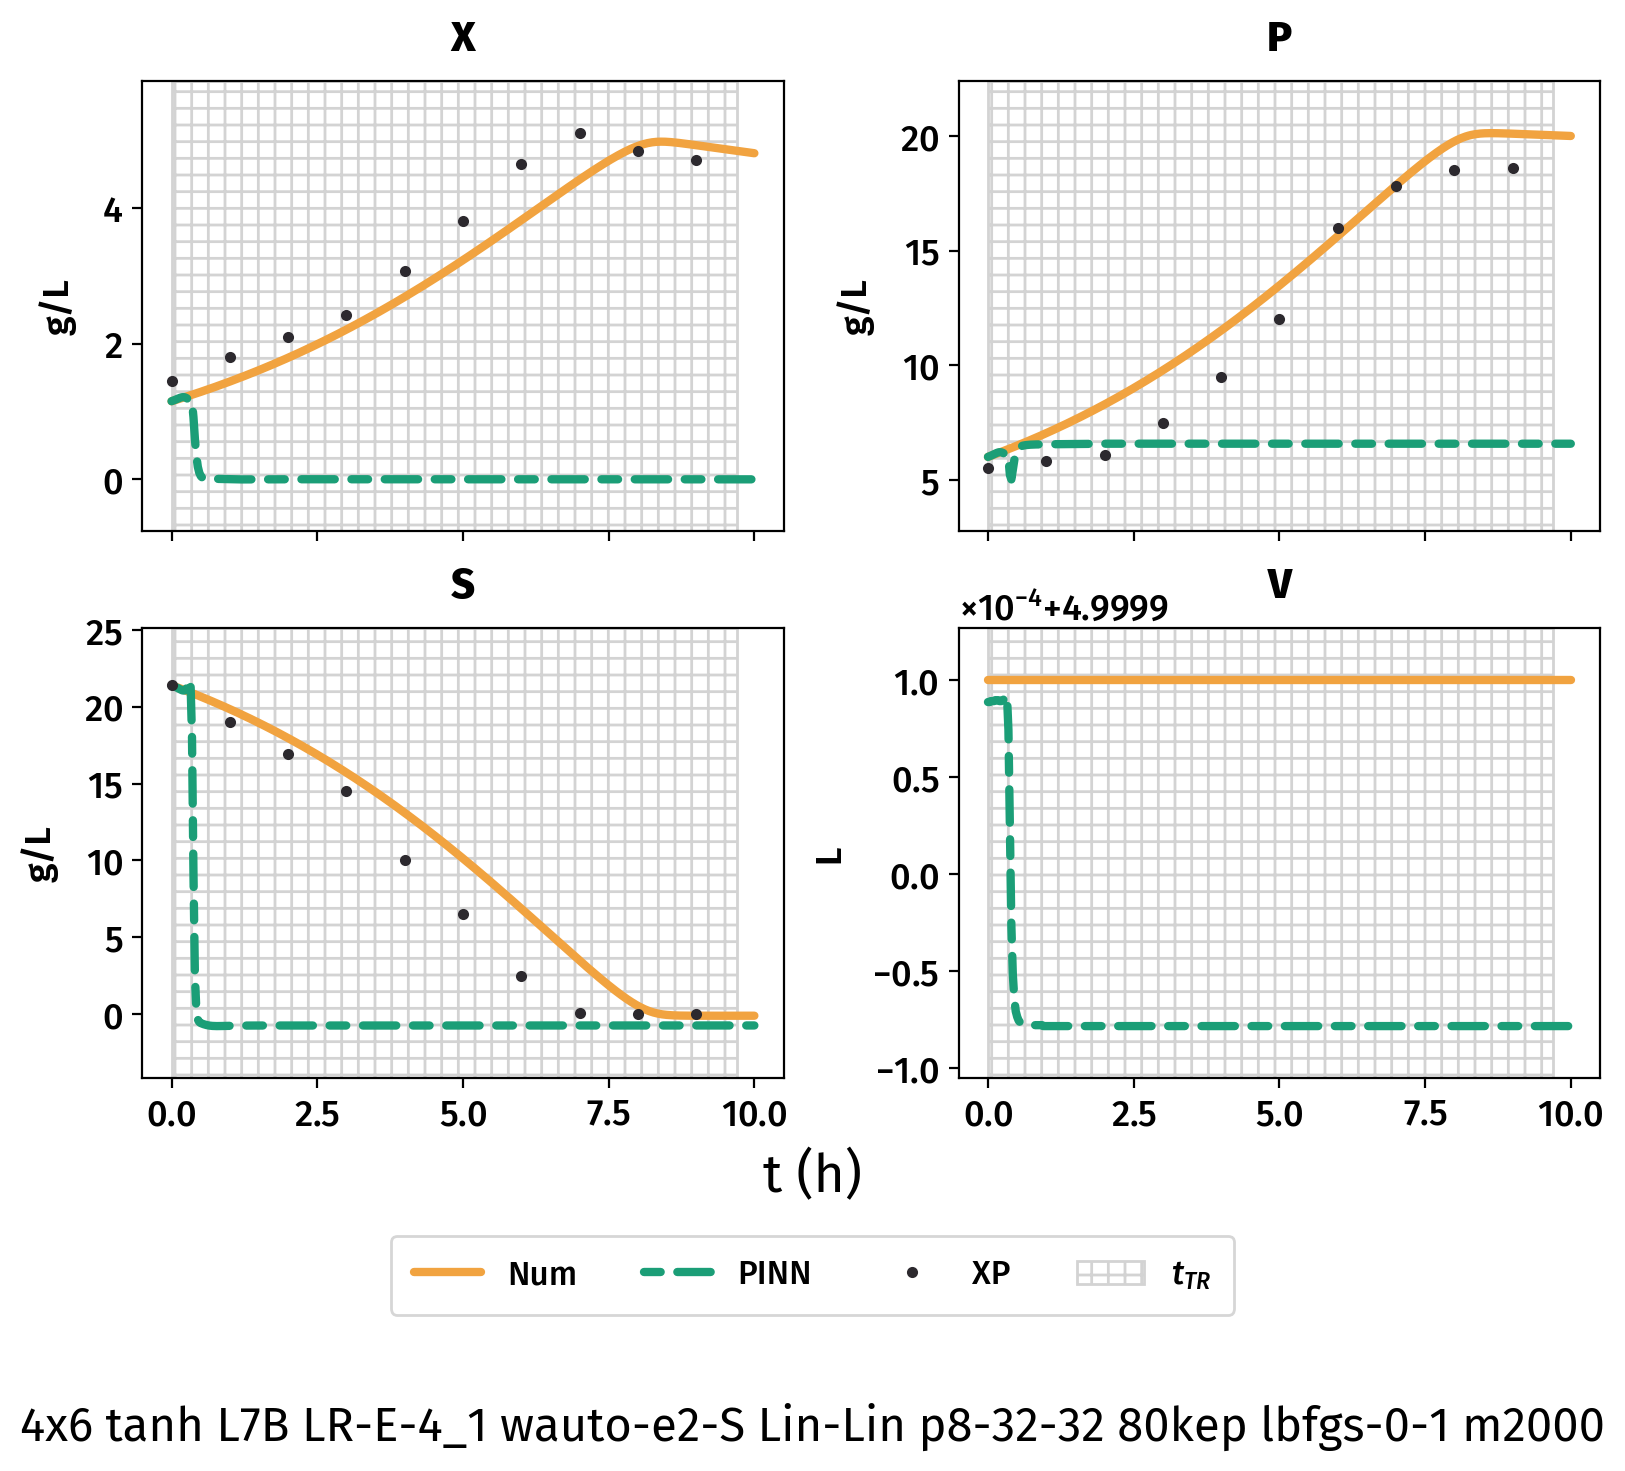 X
P
g/L
4
2
0
g/L
20
15
10
5
S
V
×10⁻⁴+4.9999
g/L
25
20
15
10
5
0
L
1.0
0.5
0.0
−0.5
−1.0
0.0 2.5 5.0 7.5 10.0
0.0 2.5 5.0 7.5 10.0
t (h)
Num PINN XP t_TR
4x6 tanh L7B LR-E-4_1 wauto-e2-S Lin-Lin p8-32-32 80kep lbfgs-0-1 m2000